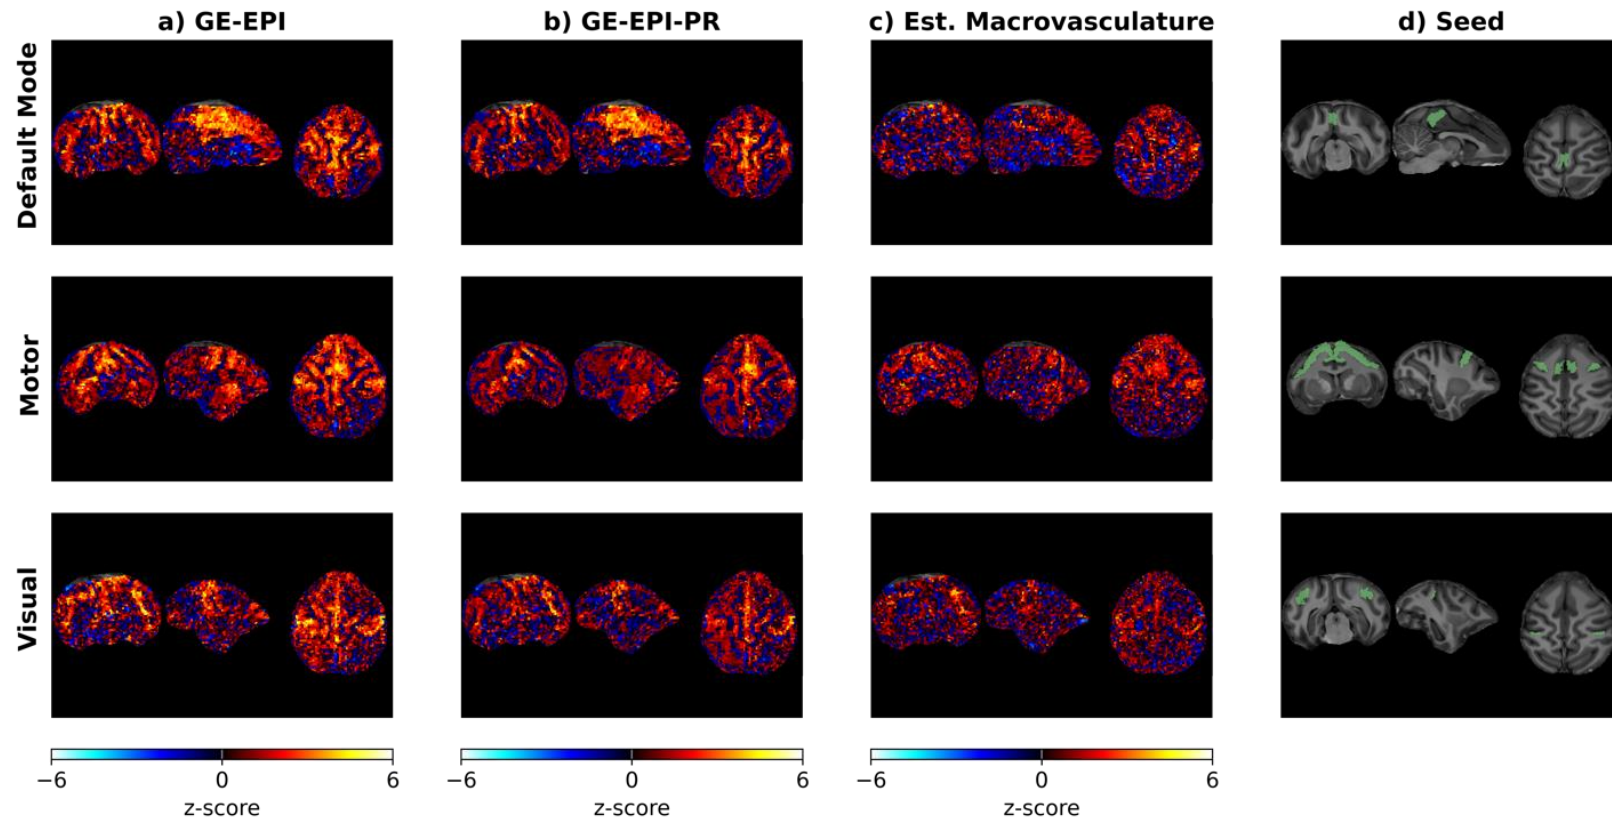 a) GE-EPI
b) GE-EPI-PR
c) Est. Macrovasculature
d) Seed
Default Mode
Motor
Visual
−6 0 6
z-score
−6 0 6
z-score
−6 0 6
z-score